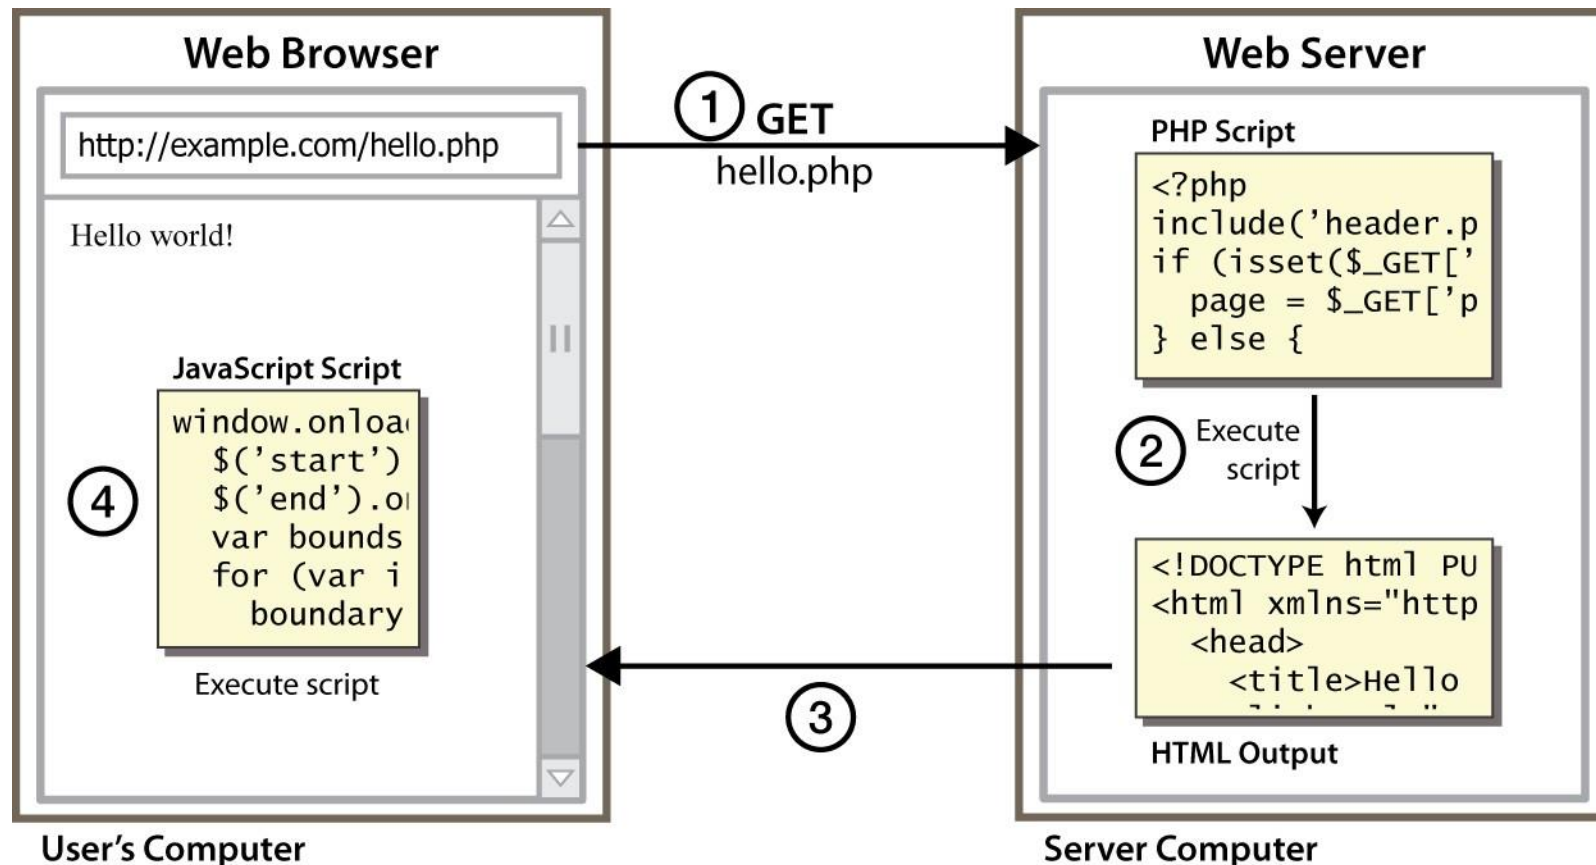 Web Browser
http://example.com/hello.php
Hello world!
JavaScript Script
window.onload
$('start')
$('end').on
var bounds
for (var i
boundary
4
Execute script
User's Computer
1 GET
hello.php
3
Web Server
PHP Script
<?php
include('header.p
if (isset($_GET['
page = $_GET['p
} else {
2
Execute
script
<!DOCTYPE html PU
<html xmlns="http
<head>
<title>Hello
HTML Output
Server Computer